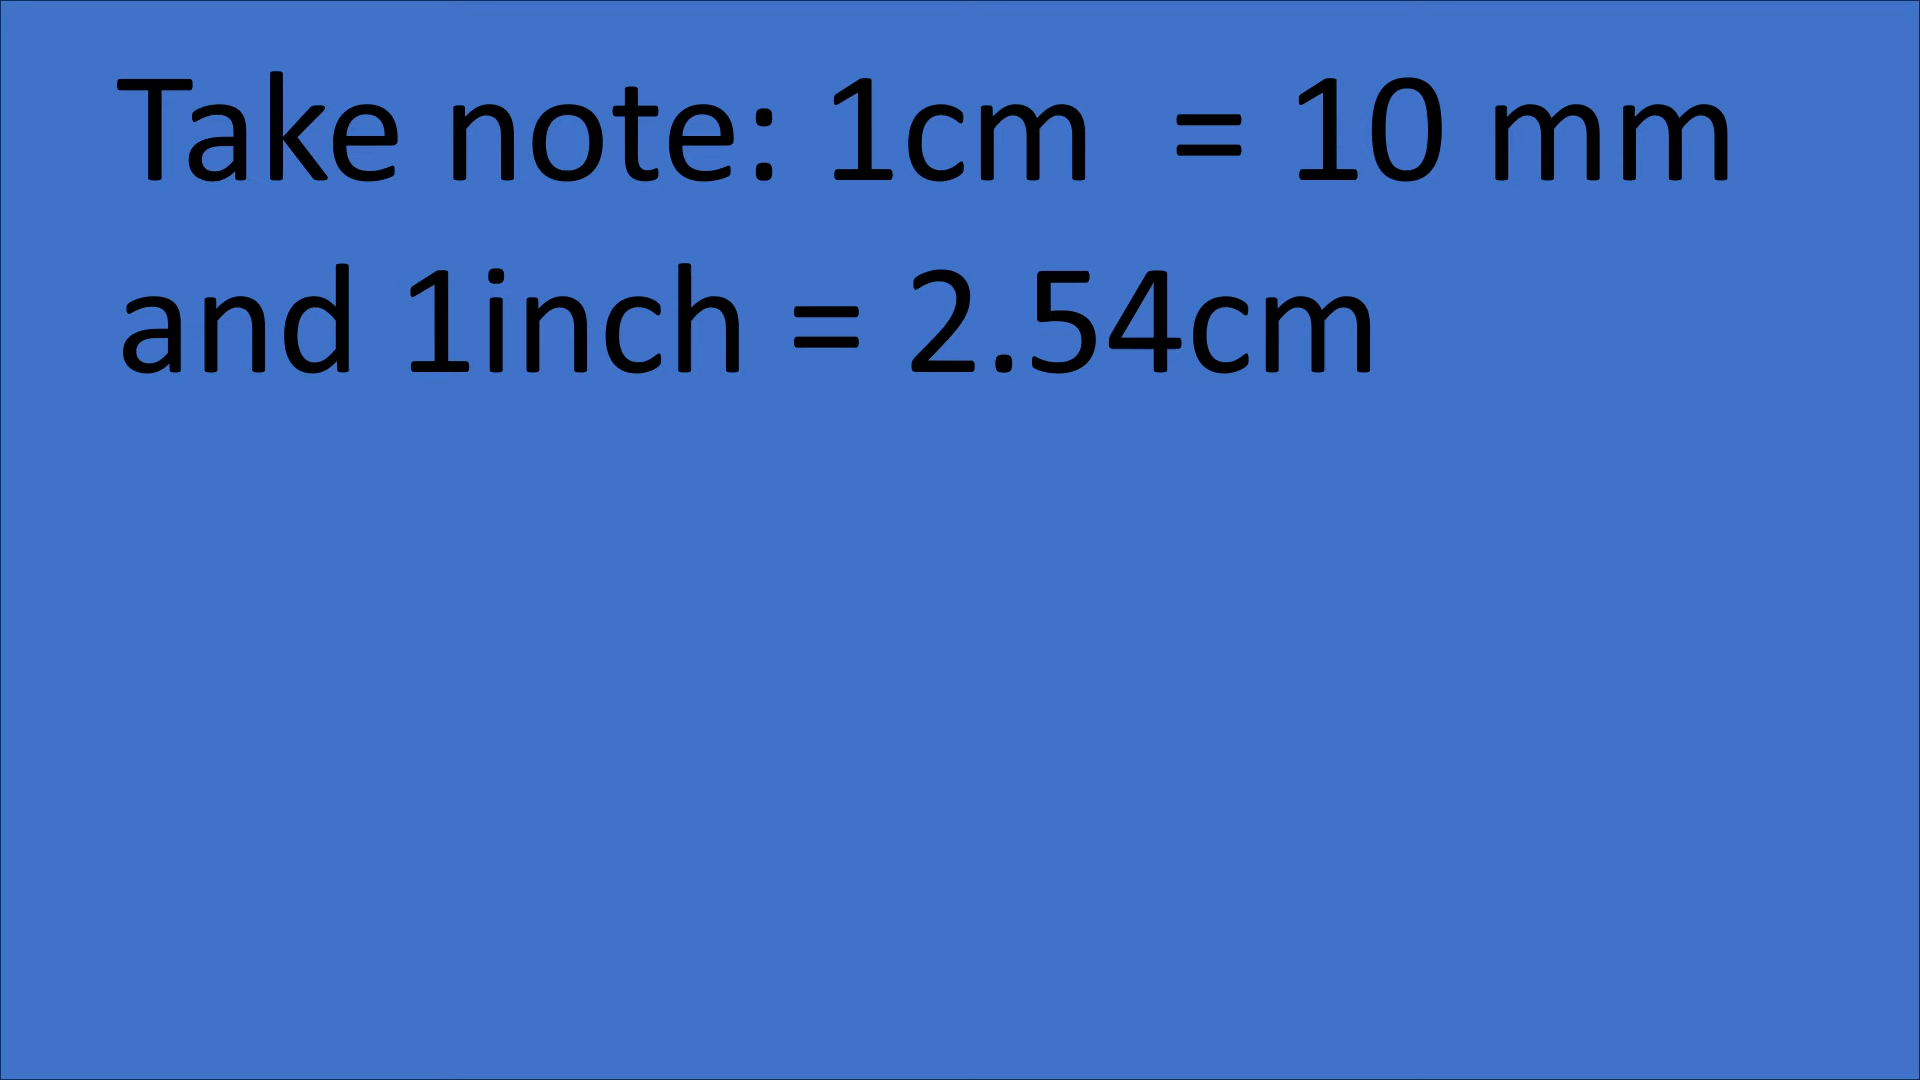 Take note: 1cm  = 10 mm
and 1inch = 2.54cm